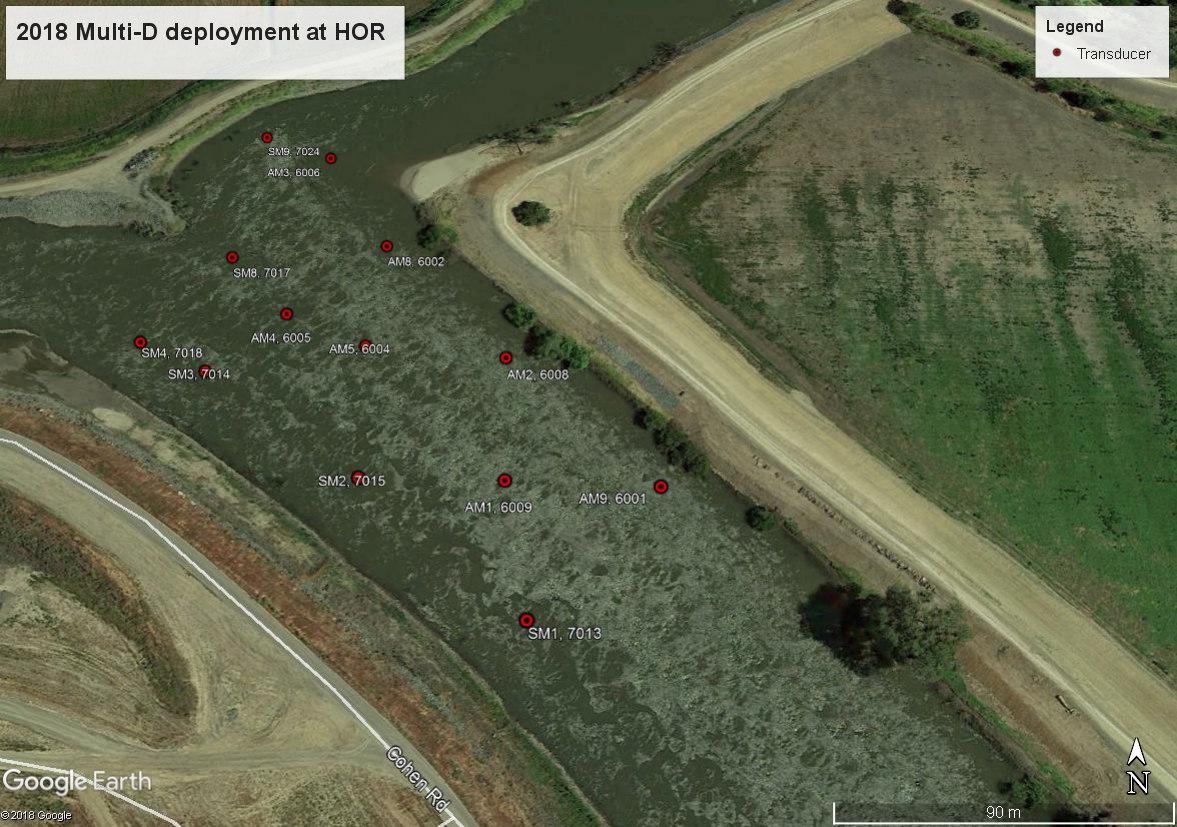 2018 Multi-D deployment at HOR
Legend
Transducer
SM9, 7024
AM3, 6006
AM8, 6002
SM8, 7017
AM4, 6005
AM5, 6004
SM4, 7018
SM3, 7014
AM2, 6008
SM2, 7015
AM1, 6009
AM9, 6001
SM1, 7013
Cohen Rd
Google Earth
©2018 Google
N
90 m